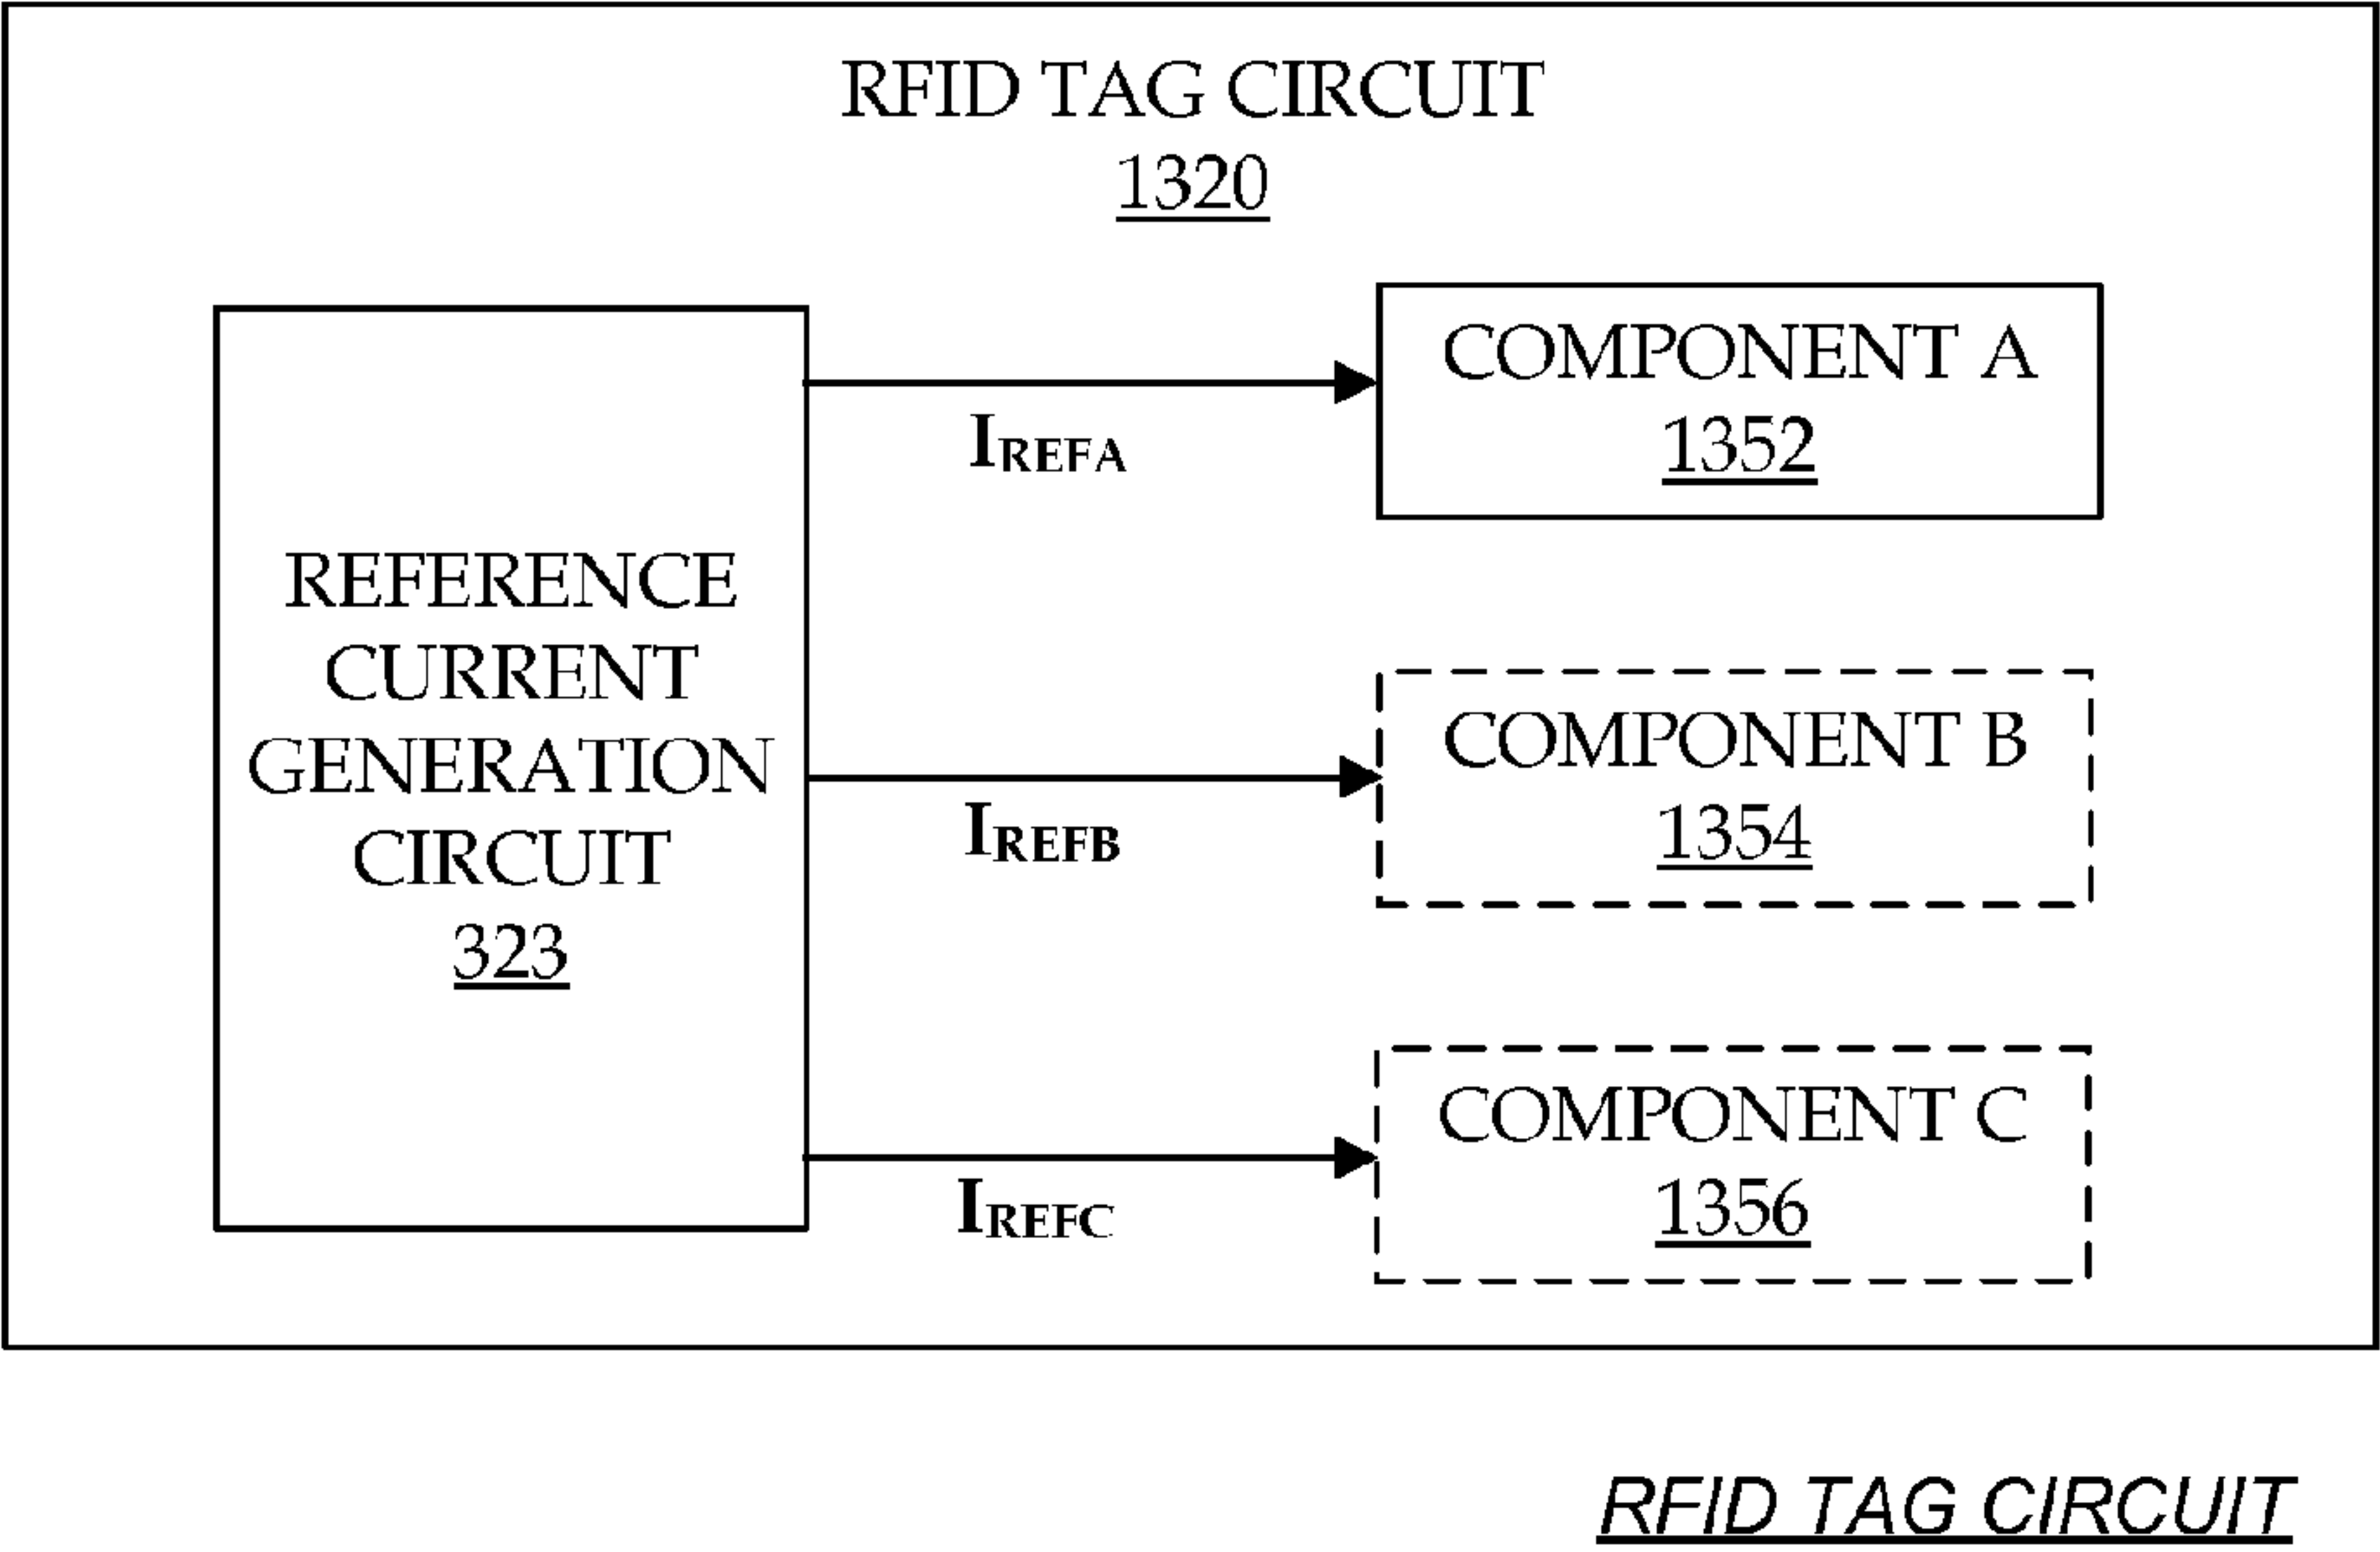 RFID TAG CIRCUIT
1320
REFERENCE
CURRENT
GENERATION
CIRCUIT
323
IREFA
COMPONENT A
1352
IREFB
COMPONENT B
1354
IREFC
COMPONENT C
1356
RFID TAG CIRCUIT